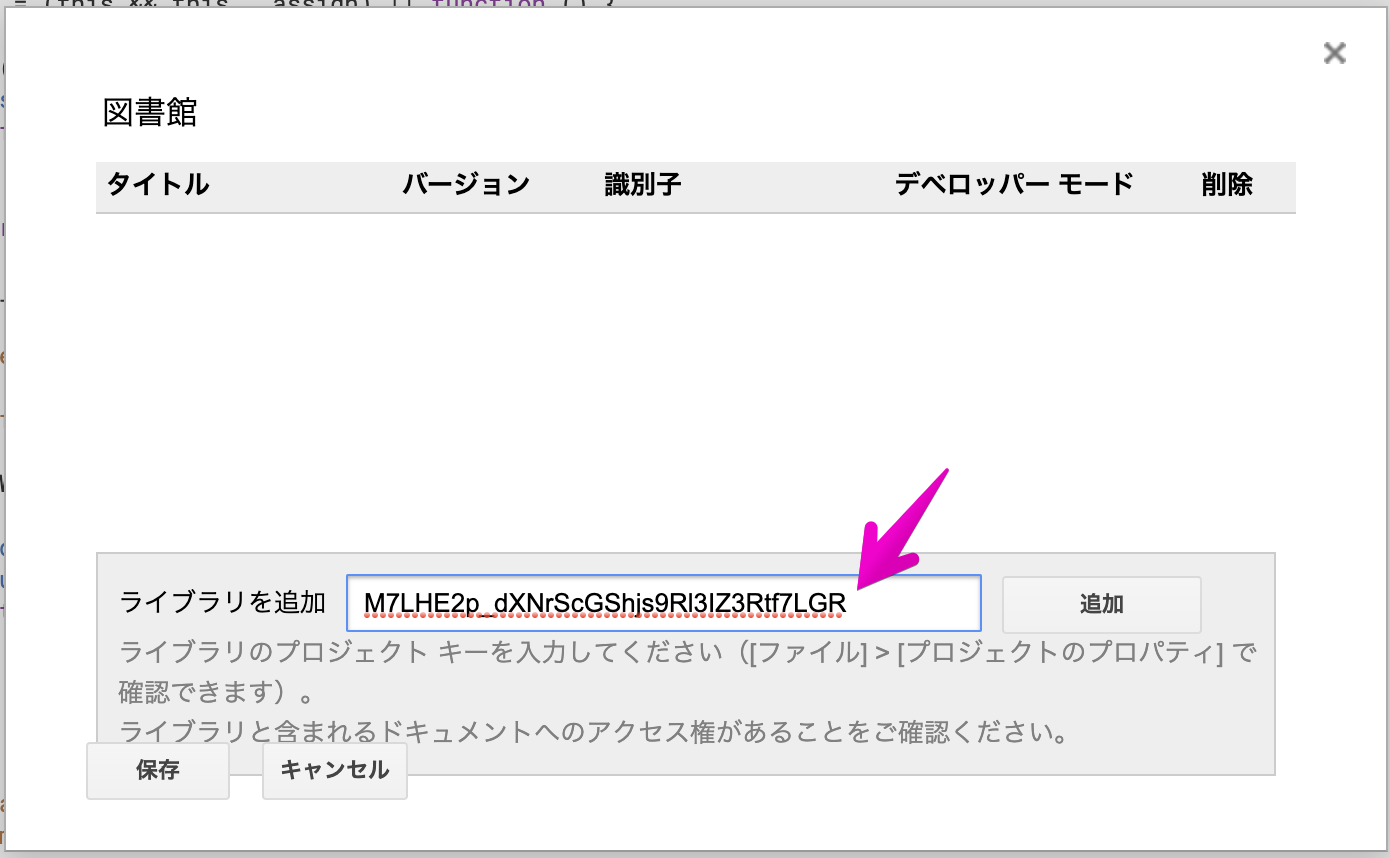 = (this && this.__assign) || function () {
図書館
タイトル バージョン 識別子 デベロッパー モード 削除
ライブラリを追加 M7LHE2p_dXNrScGShjs9Rl3IZ3Rtf7LGR 追加
ライブラリのプロジェクト キーを入力してください（[ファイル] > [プロジェクトのプロパティ] で
確認できます）。
ライブラリと含まれるドキュメントへのアクセス権があることをご確認ください。
保存 キャンセル